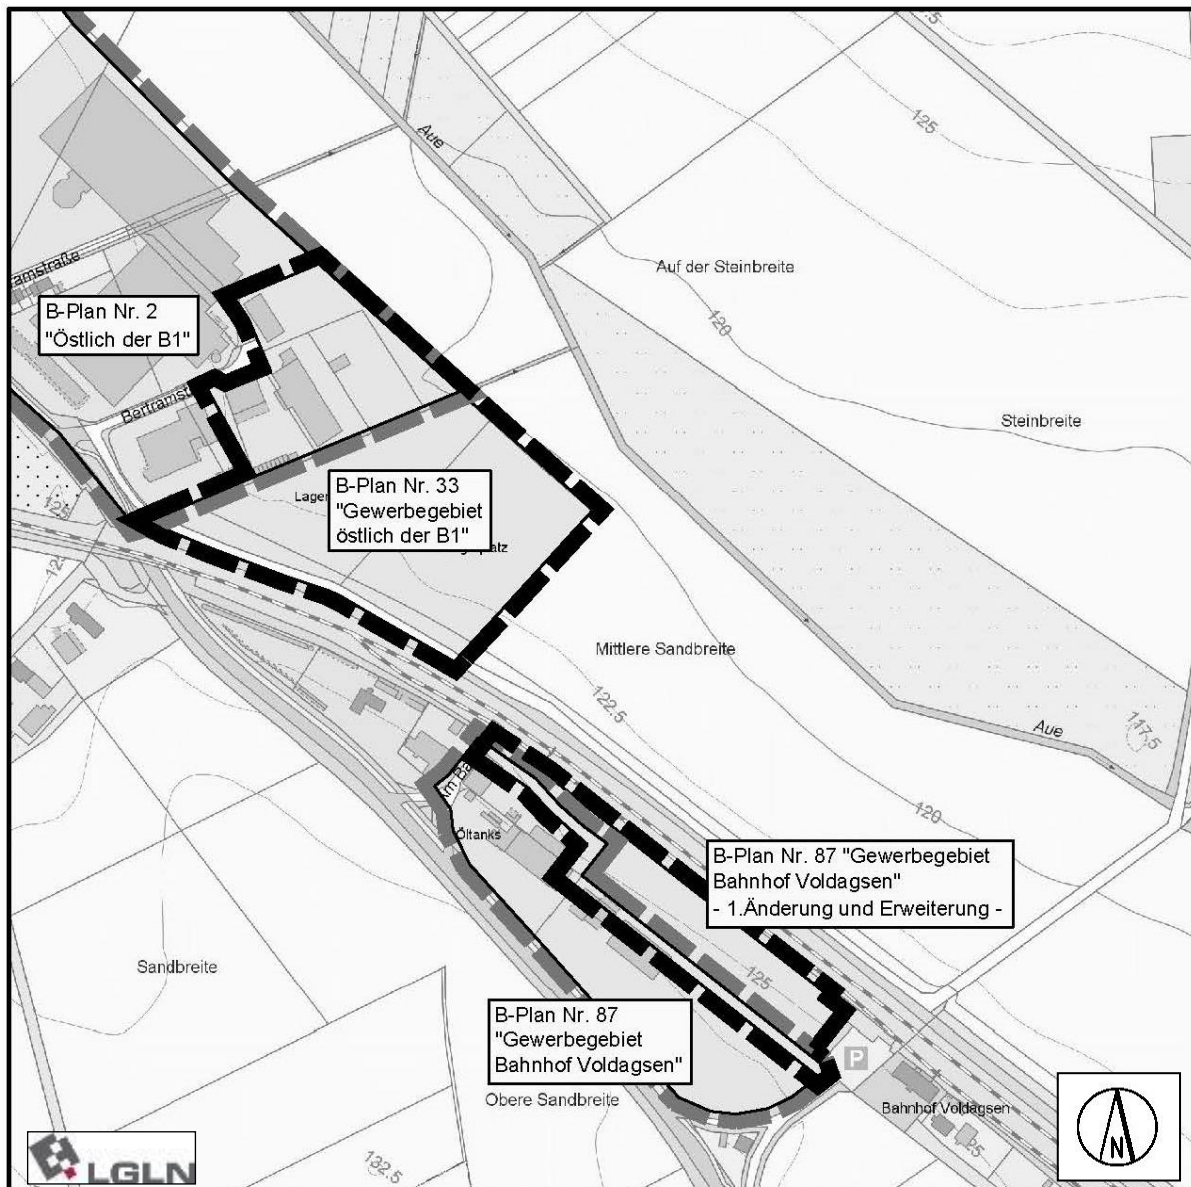 Aue
125
Auf der Steinbreite
120
ramstraße
B-Plan Nr. 2
"Östlich der B1"
Steinbreite
B-Plan Nr. 33
"Gewerbegebiet
östlich der B1"
125
Mittlere Sandbreite
122.5
Aue
117.5
120
Öltanks
B-Plan Nr. 87 "Gewerbegebiet
Bahnhof Voldagsen"
- 1.Änderung und Erweiterung -
Sandbreite
125
B-Plan Nr. 87
"Gewerbegebiet
Bahnhof Voldagsen"
P
Obere Sandbreite
Bahnhof Voldagsen
132.5
LGLN
N